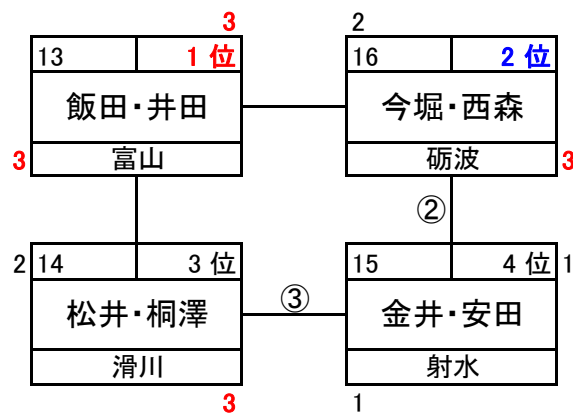 3 2
13 1 位 16 2 位
飯田・井田 今堀・西森
3 富山 砺波 3
②
2 14 3 位 15 4 位 1
松井・桐澤 ③ 金井・安田
滑川 射水
3 1